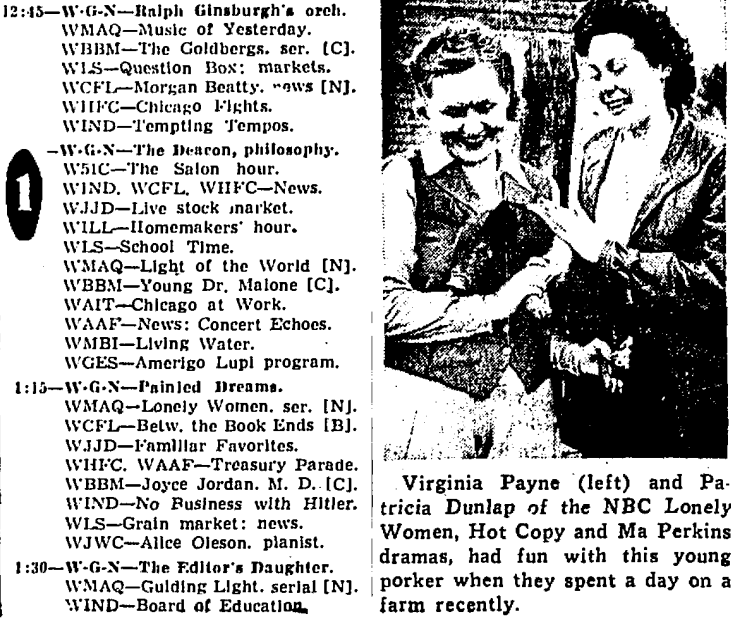 12:45—W-G-N—Ralph Ginsburgh's orch.
WMAQ—Music of Yesterday.
WBBM—The Goldbergs. ser. [C].
WLS—Question Box: markets.
WCFL—Morgan Beatty. news [N].
WHFC—Chicago Fights.
WIND—Tempting Tempos.
1—W-G-N—The Deacon, philosophy.
W51C—The Salon hour.
WIND, WCFL, WHFC—News.
WJJD—Live stock market.
WILL—Homemakers' hour.
WLS—School Time.
WMAQ—Light of the World [N].
WBBM—Young Dr. Malone [C].
WAIT—Chicago at Work.
WAAF—News: Concert Echoes.
WMBI—Living Water.
WGES—Amerigo Lupi program.
1:15—W-G-N—Painted Dreams.
WMAQ—Lonely Women. ser. [N].
WCFL—Betw. the Book Ends [B].
WJJD—Familiar Favorites.
WHFC. WAAF—Treasury Parade.
WBBM—Joyce Jordan. M. D. [C].
WIND—No Business with Hitler.
WLS—Grain market: news.
WJWC—Alice Oleson. pianist.
1:30—W-G-N—The Editor's Daughter.
WMAQ—Guiding Light. serial [N].
WIND—Board of Education.
Virginia Payne (left) and Pa-
tricia Dunlap of the NBC Lonely
Women, Hot Copy and Ma Perkins
dramas, had fun with this young
porker when they spent a day on a
farm recently.